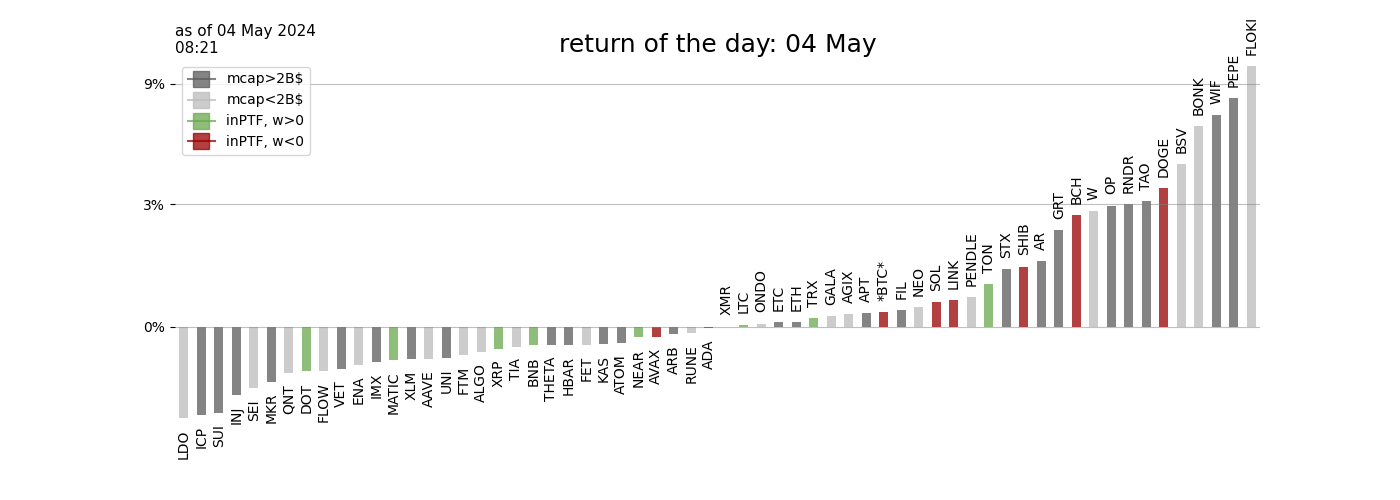 as of 04 May 2024
08:21
return of the day: 04 May
mcap>2B$
mcap<2B$
inPTF, w>0
inPTF, w<0
9%
3%
0%
LDO
ICP
SUI
INJ
SEI
MKR
QNT
DOT
FLOW
VET
ENA
IMX
MATIC
XLM
AAVE
UNI
FTM
ALGO
XRP
TIA
BNB
THETA
HBAR
FET
KAS
ATOM
NEAR
AVAX
ARB
RUNE
ADA
XMR
LTC
ONDO
ETC
ETH
TRX
GALA
AGIX
APT
*BTC*
FIL
NEO
SOL
LINK
PENDLE
TON
STX
SHIB
AR
GRT
BCH
W
OP
RNDR
TAO
DOGE
BSV
BONK
WIF
PEPE
FLOKI